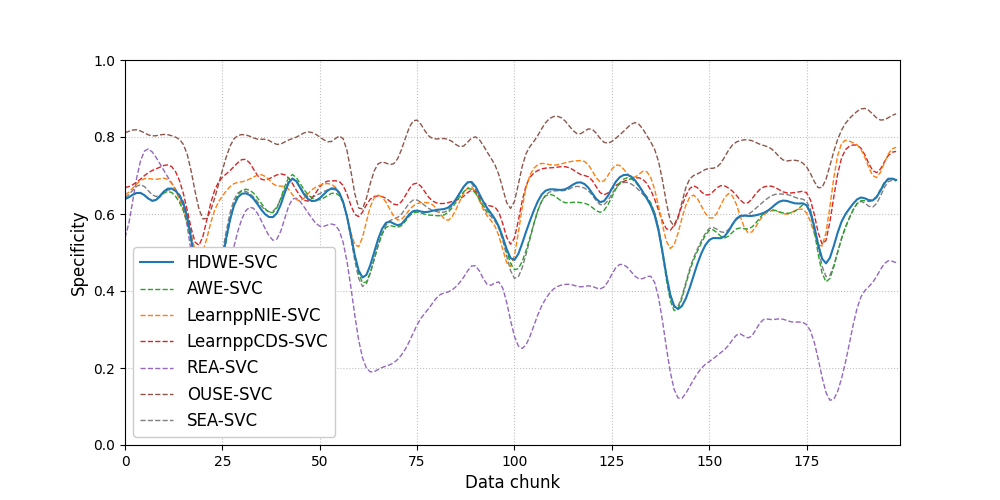 1.0
0.8
0.6
0.4
0.2
0.0
Specificity
HDWE-SVC
AWE-SVC
LearnppNIE-SVC
LearnppCDS-SVC
REA-SVC
OUSE-SVC
SEA-SVC
0 25 50 75 100 125 150 175
Data chunk